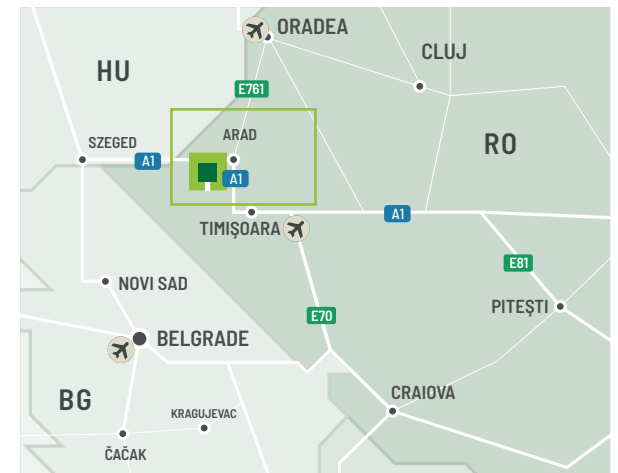 ORADEA
CLUJ
HU
E761
RO
SZEGED
A1
ARAD
A1
TIMIŞOARA
A1
E81
NOVI SAD
PITEŞTI
E70
BELGRADE
BG
CRAIOVA
KRAGUJEVAC
ČAČAK